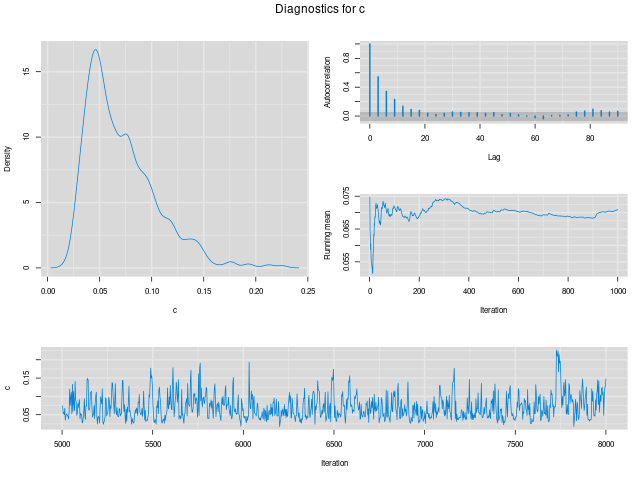 Diagnostics for c
Density
15
10
5
0
0.00 0.05 0.10 0.15 0.20 0.25
c
Autocorrelation
0.8
0.4
0.0
0 20 40 60 80
Lag
Running mean
0.075
0.065
0.055
0 200 400 600 800 1000
Iteration
c
0.15
0.05
5000 5500 6000 6500 7000 7500 8000
Iteration